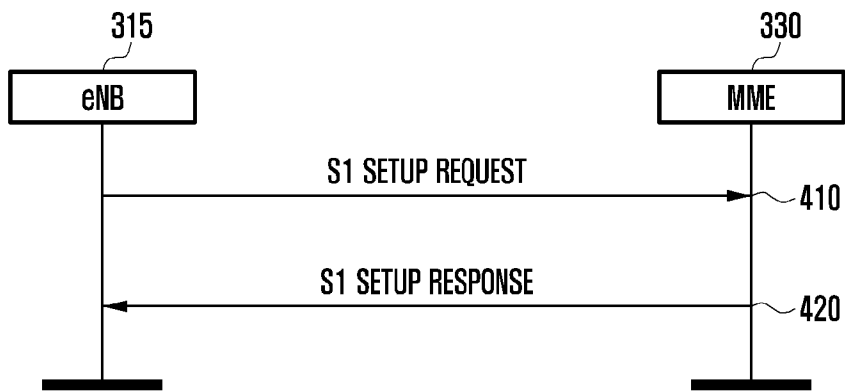 315
330
eNB
MME
S1 SETUP REQUEST
410
S1 SETUP RESPONSE
420